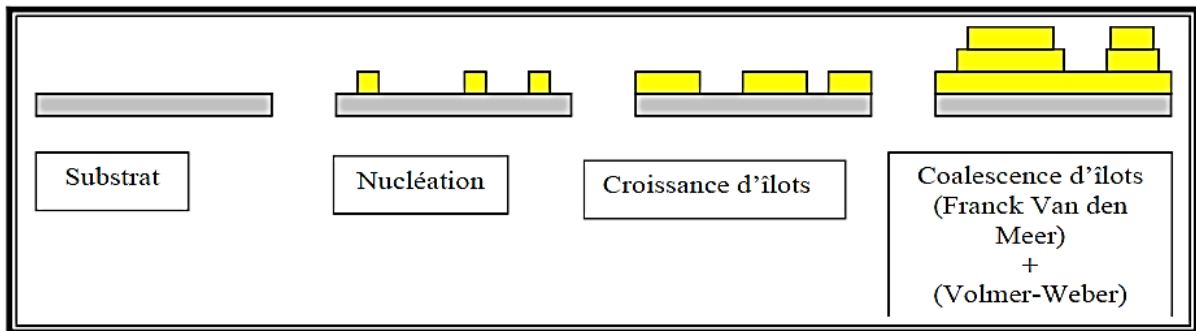 Substrat
Nucléation
Croissance d'îlots
Coalescence d'îlots
(Franck Van den
Meer)
+
(Volmer-Weber)